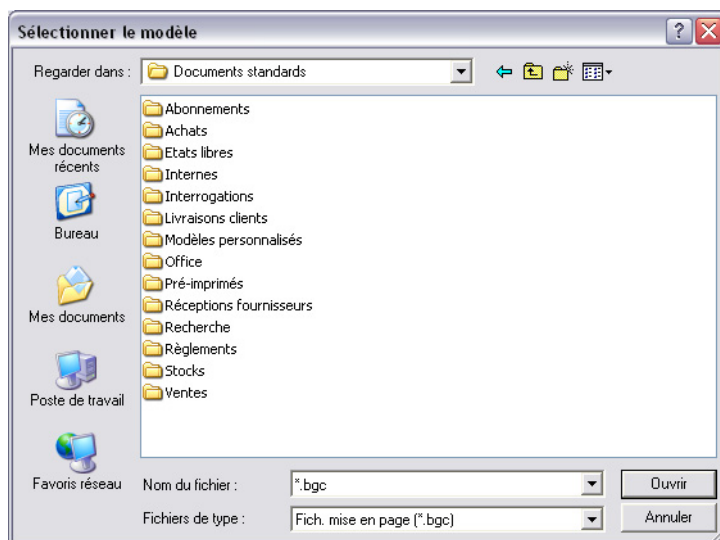 Sélectionner le modèle
Regarder dans :
Documents standards
Mes documents
récents
Bureau
Mes documents
Poste de travail
Favoris réseau
Abonnements
Achats
Etats libres
Internes
Interrogations
Livraisons clients
Modèles personnalisés
Office
Pré-imprimés
Réceptions fournisseurs
Recherche
Règlements
Stocks
Ventes
Nom du fichier :
*.bgc
Ouvrir
Fichiers de type :
Fich. mise en page (*.bgc)
Annuler